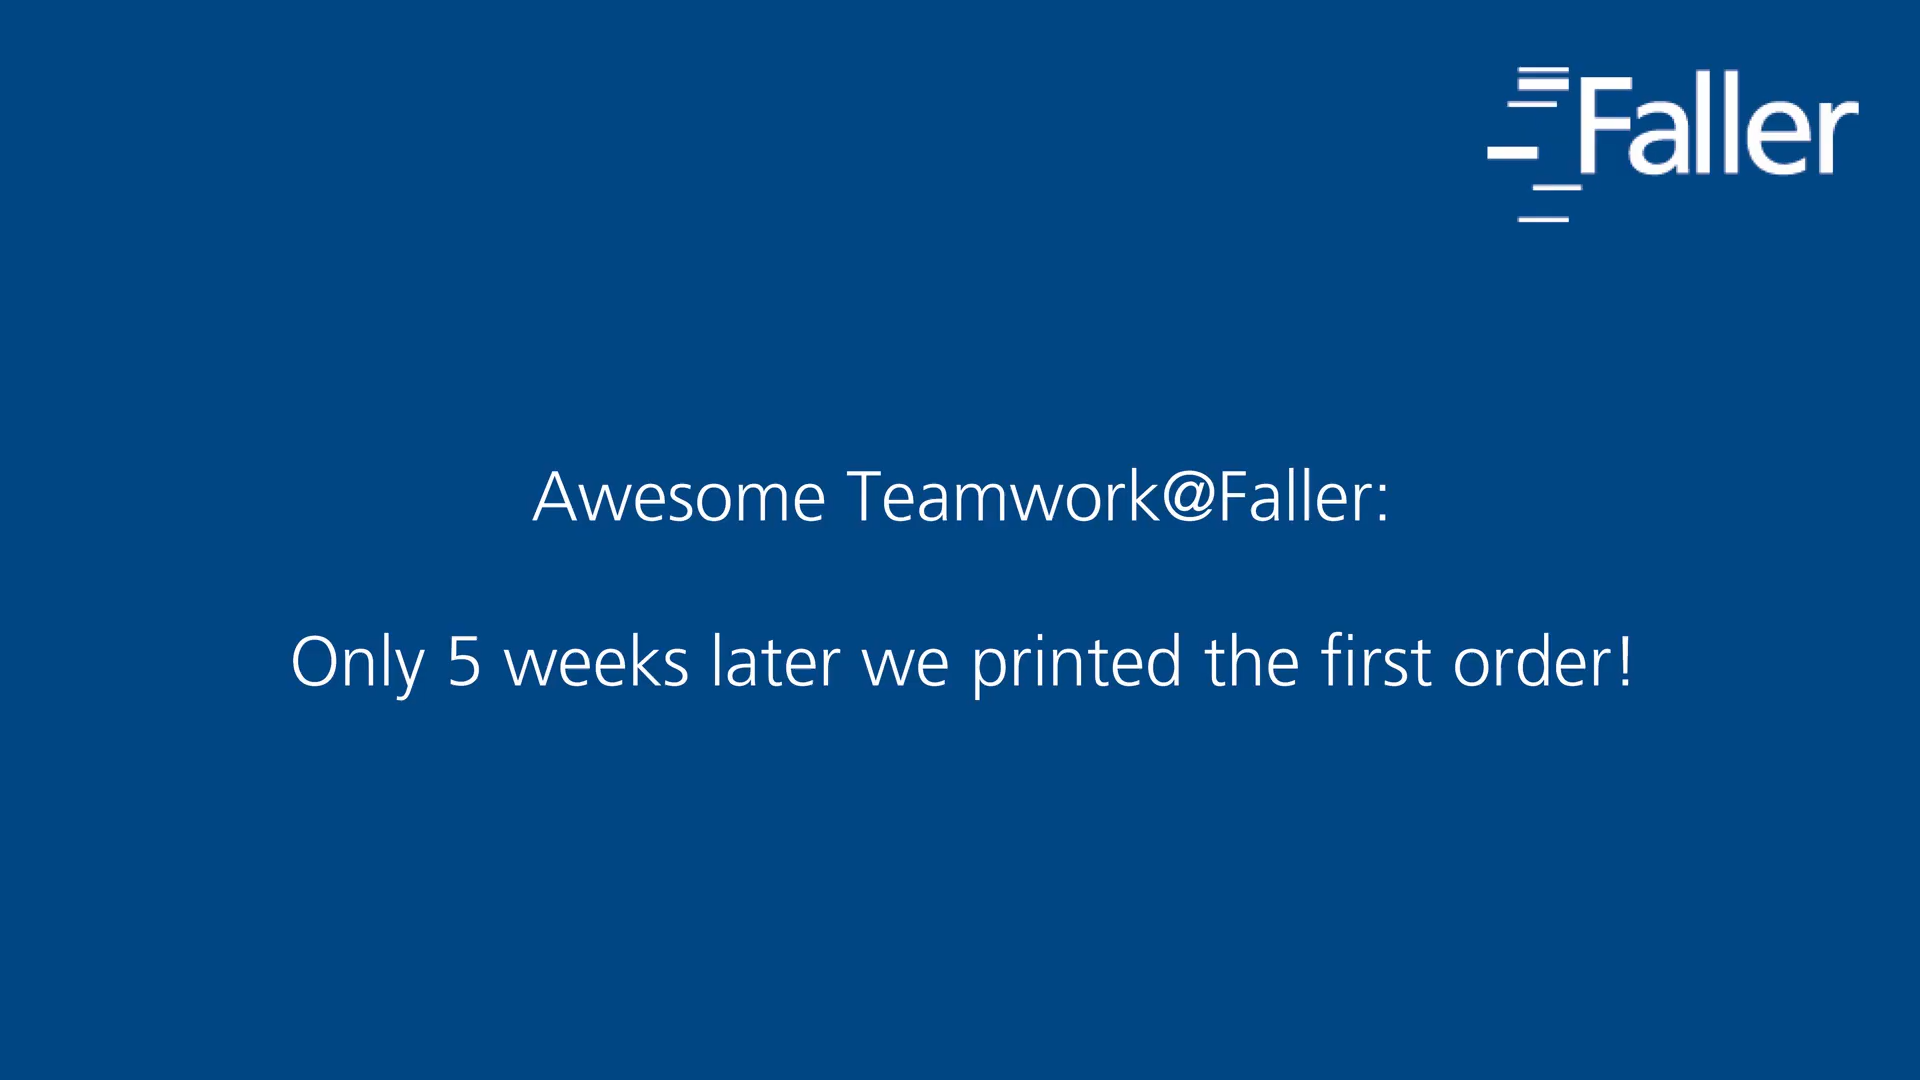 Faller
Awesome Teamwork@Faller:
Only 5 weeks later we printed the first order!